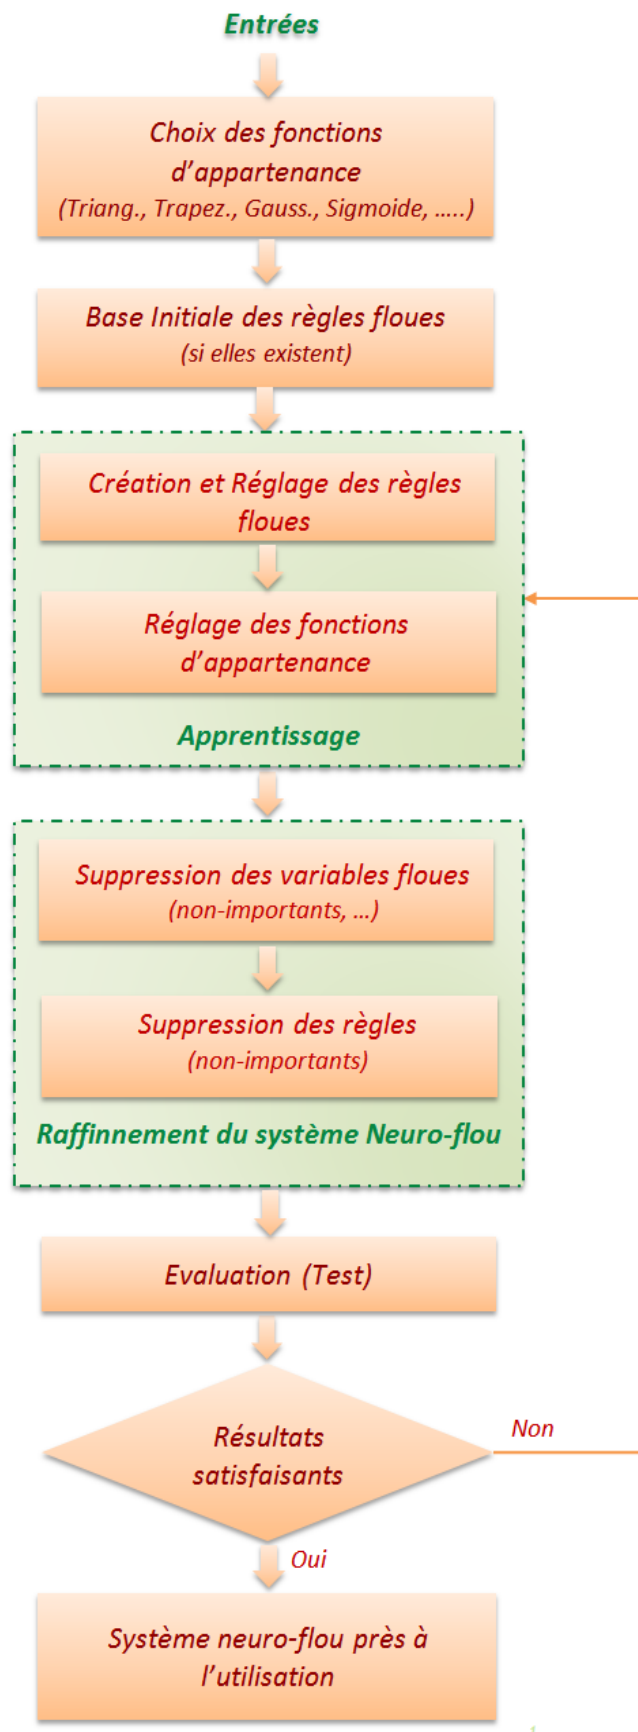 Entrées
Choix des fonctions
d'appartenance
(Triang., Trapez., Gauss., Sigmoide, .....)
Base Initiale des règles floues
(si elles existent)
Création et Réglage des règles
floues
Réglage des fonctions
d'appartenance
Apprentissage
Suppression des variables floues
(non-importants, ...)
Suppression des règles
(non-importants)
Raffinnement du système Neuro-flou
Evaluation (Test)
Résultats
satisfaisants
Non
Oui
Système neuro-flou près à
l'utilisation